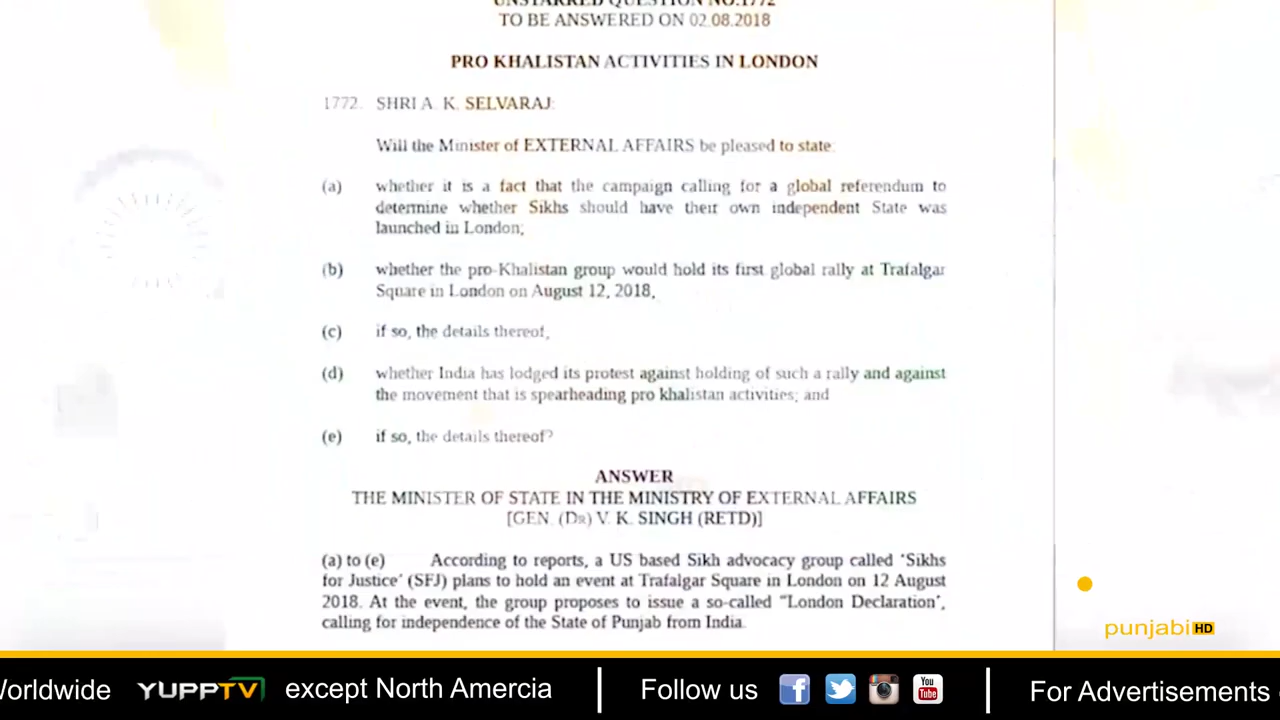 UNSTARRED QUESTION NO.1772
TO BE ANSWERED ON 02.08.2018
PRO KHALISTAN ACTIVITIES IN LONDON
1772. SHRI A. K. SELVARAJ:
Will the Minister of EXTERNAL AFFAIRS be pleased to state:
(a) whether it is a fact that the campaign calling for a global referendum to
determine whether Sikhs should have their own independent State was
launched in London;
(b) whether the pro-Khalistan group would hold its first global rally at Trafalgar
Square in London on August 12, 2018,
(c) if so, the details thereof,
(d) whether India has lodged its protest against holding of such a rally and against
the movement that is spearheading pro khalistan activities; and
(e) if so, the details thereof?
ANSWER
THE MINISTER OF STATE IN THE MINISTRY OF EXTERNAL AFFAIRS
[GEN. (DR) V. K. SINGH (RETD)]
(a) to (e) According to reports, a US based Sikh advocacy group called 'Sikhs
for Justice' (SFJ) plans to hold an event at Trafalgar Square in London on 12 August
2018. At the event, the group proposes to issue a so-called "London Declaration',
calling for independence of the State of Punjab from India.
punjabi HD
Worldwide YUPPTV except North Amercia Follow us You Tube For Advertisements